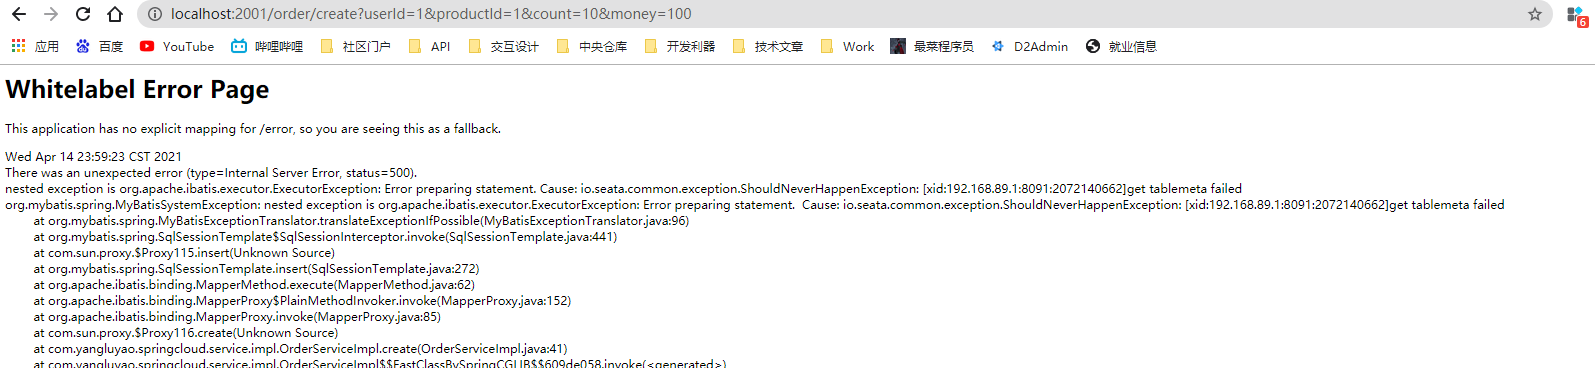 localhost:2001/order/create?userId=1&productId=1&count=10&money=100
6
应用 百度 YouTube 哔哩哔哩 社区门户 API 交互设计 中央仓库 开发利器 技术文章 Work 最菜程序员 D2Admin 就业信息
Whitelabel Error Page
This application has no explicit mapping for /error, so you are seeing this as a fallback.
Wed Apr 14 23:59:23 CST 2021
There was an unexpected error (type=Internal Server Error, status=500).
nested exception is org.apache.ibatis.executor.ExecutorException: Error preparing statement. Cause: io.seata.common.exception.ShouldNeverHappenException: [xid:192.168.89.1:8091:2072140662]get tablemeta failed
org.mybatis.spring.MyBatisSystemException: nested exception is org.apache.ibatis.executor.ExecutorException: Error preparing statement. Cause: io.seata.common.exception.ShouldNeverHappenException: [xid:192.168.89.1:8091:2072140662]get tablemeta failed
at org.mybatis.spring.MyBatisExceptionTranslator.translateExceptionIfPossible(MyBatisExceptionTranslator.java:96)
at org.mybatis.spring.SqlSessionTemplate$SqlSessionInterceptor.invoke(SqlSessionTemplate.java:441)
at com.sun.proxy.$Proxy115.insert(Unknown Source)
at org.mybatis.spring.SqlSessionTemplate.insert(SqlSessionTemplate.java:272)
at org.apache.ibatis.binding.MapperMethod.execute(MapperMethod.java:62)
at org.apache.ibatis.binding.MapperProxy$PlainMethodInvoker.invoke(MapperProxy.java:152)
at org.apache.ibatis.binding.MapperProxy.invoke(MapperProxy.java:85)
at com.sun.proxy.$Proxy116.create(Unknown Source)
at com.yangluyao.springcloud.service.impl.OrderServiceImpl.create(OrderServiceImpl.java:41)
at com.yangluyao.springcloud.service.impl.OrderServiceImpl$$FastClassBySpringCGLIB$$609de058.invoke(<generated>)